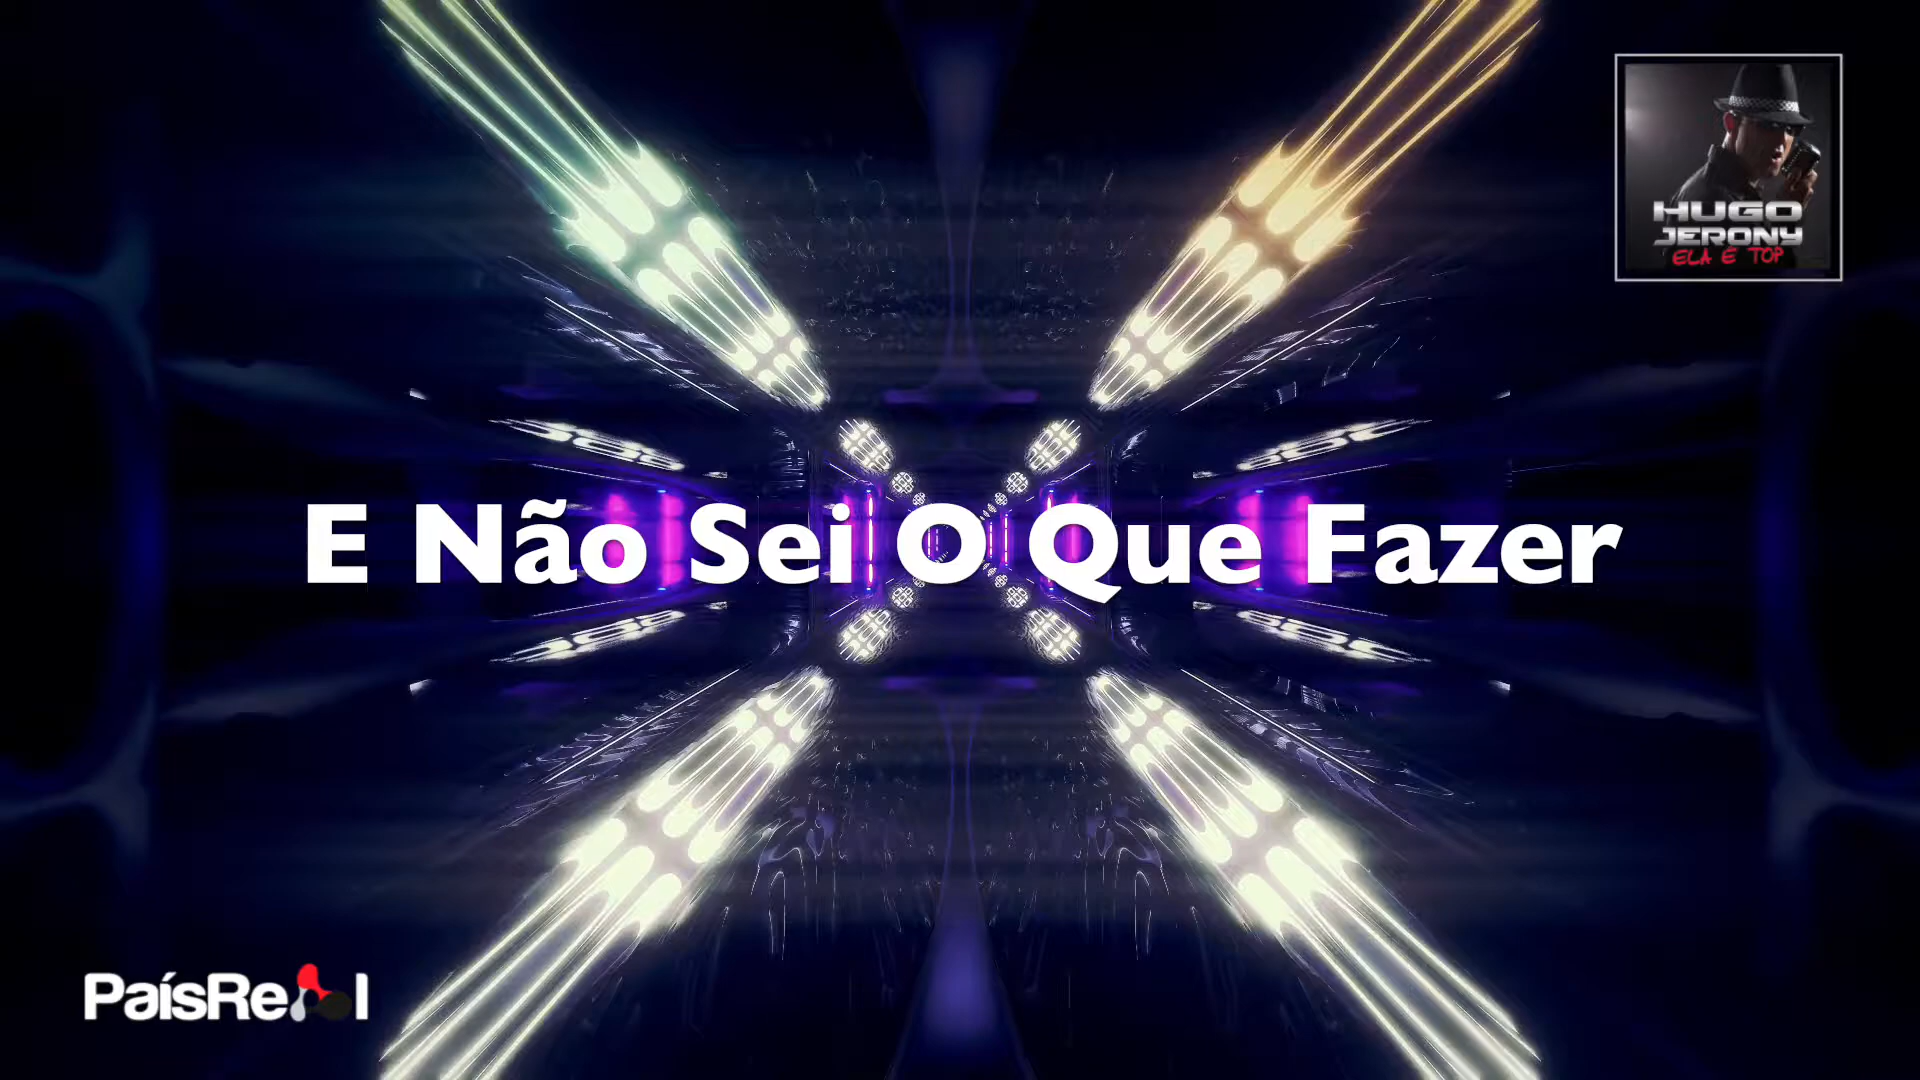 HUGO
JERONY
ELA É TOP
E Não Sei O Que Fazer
PaísReal